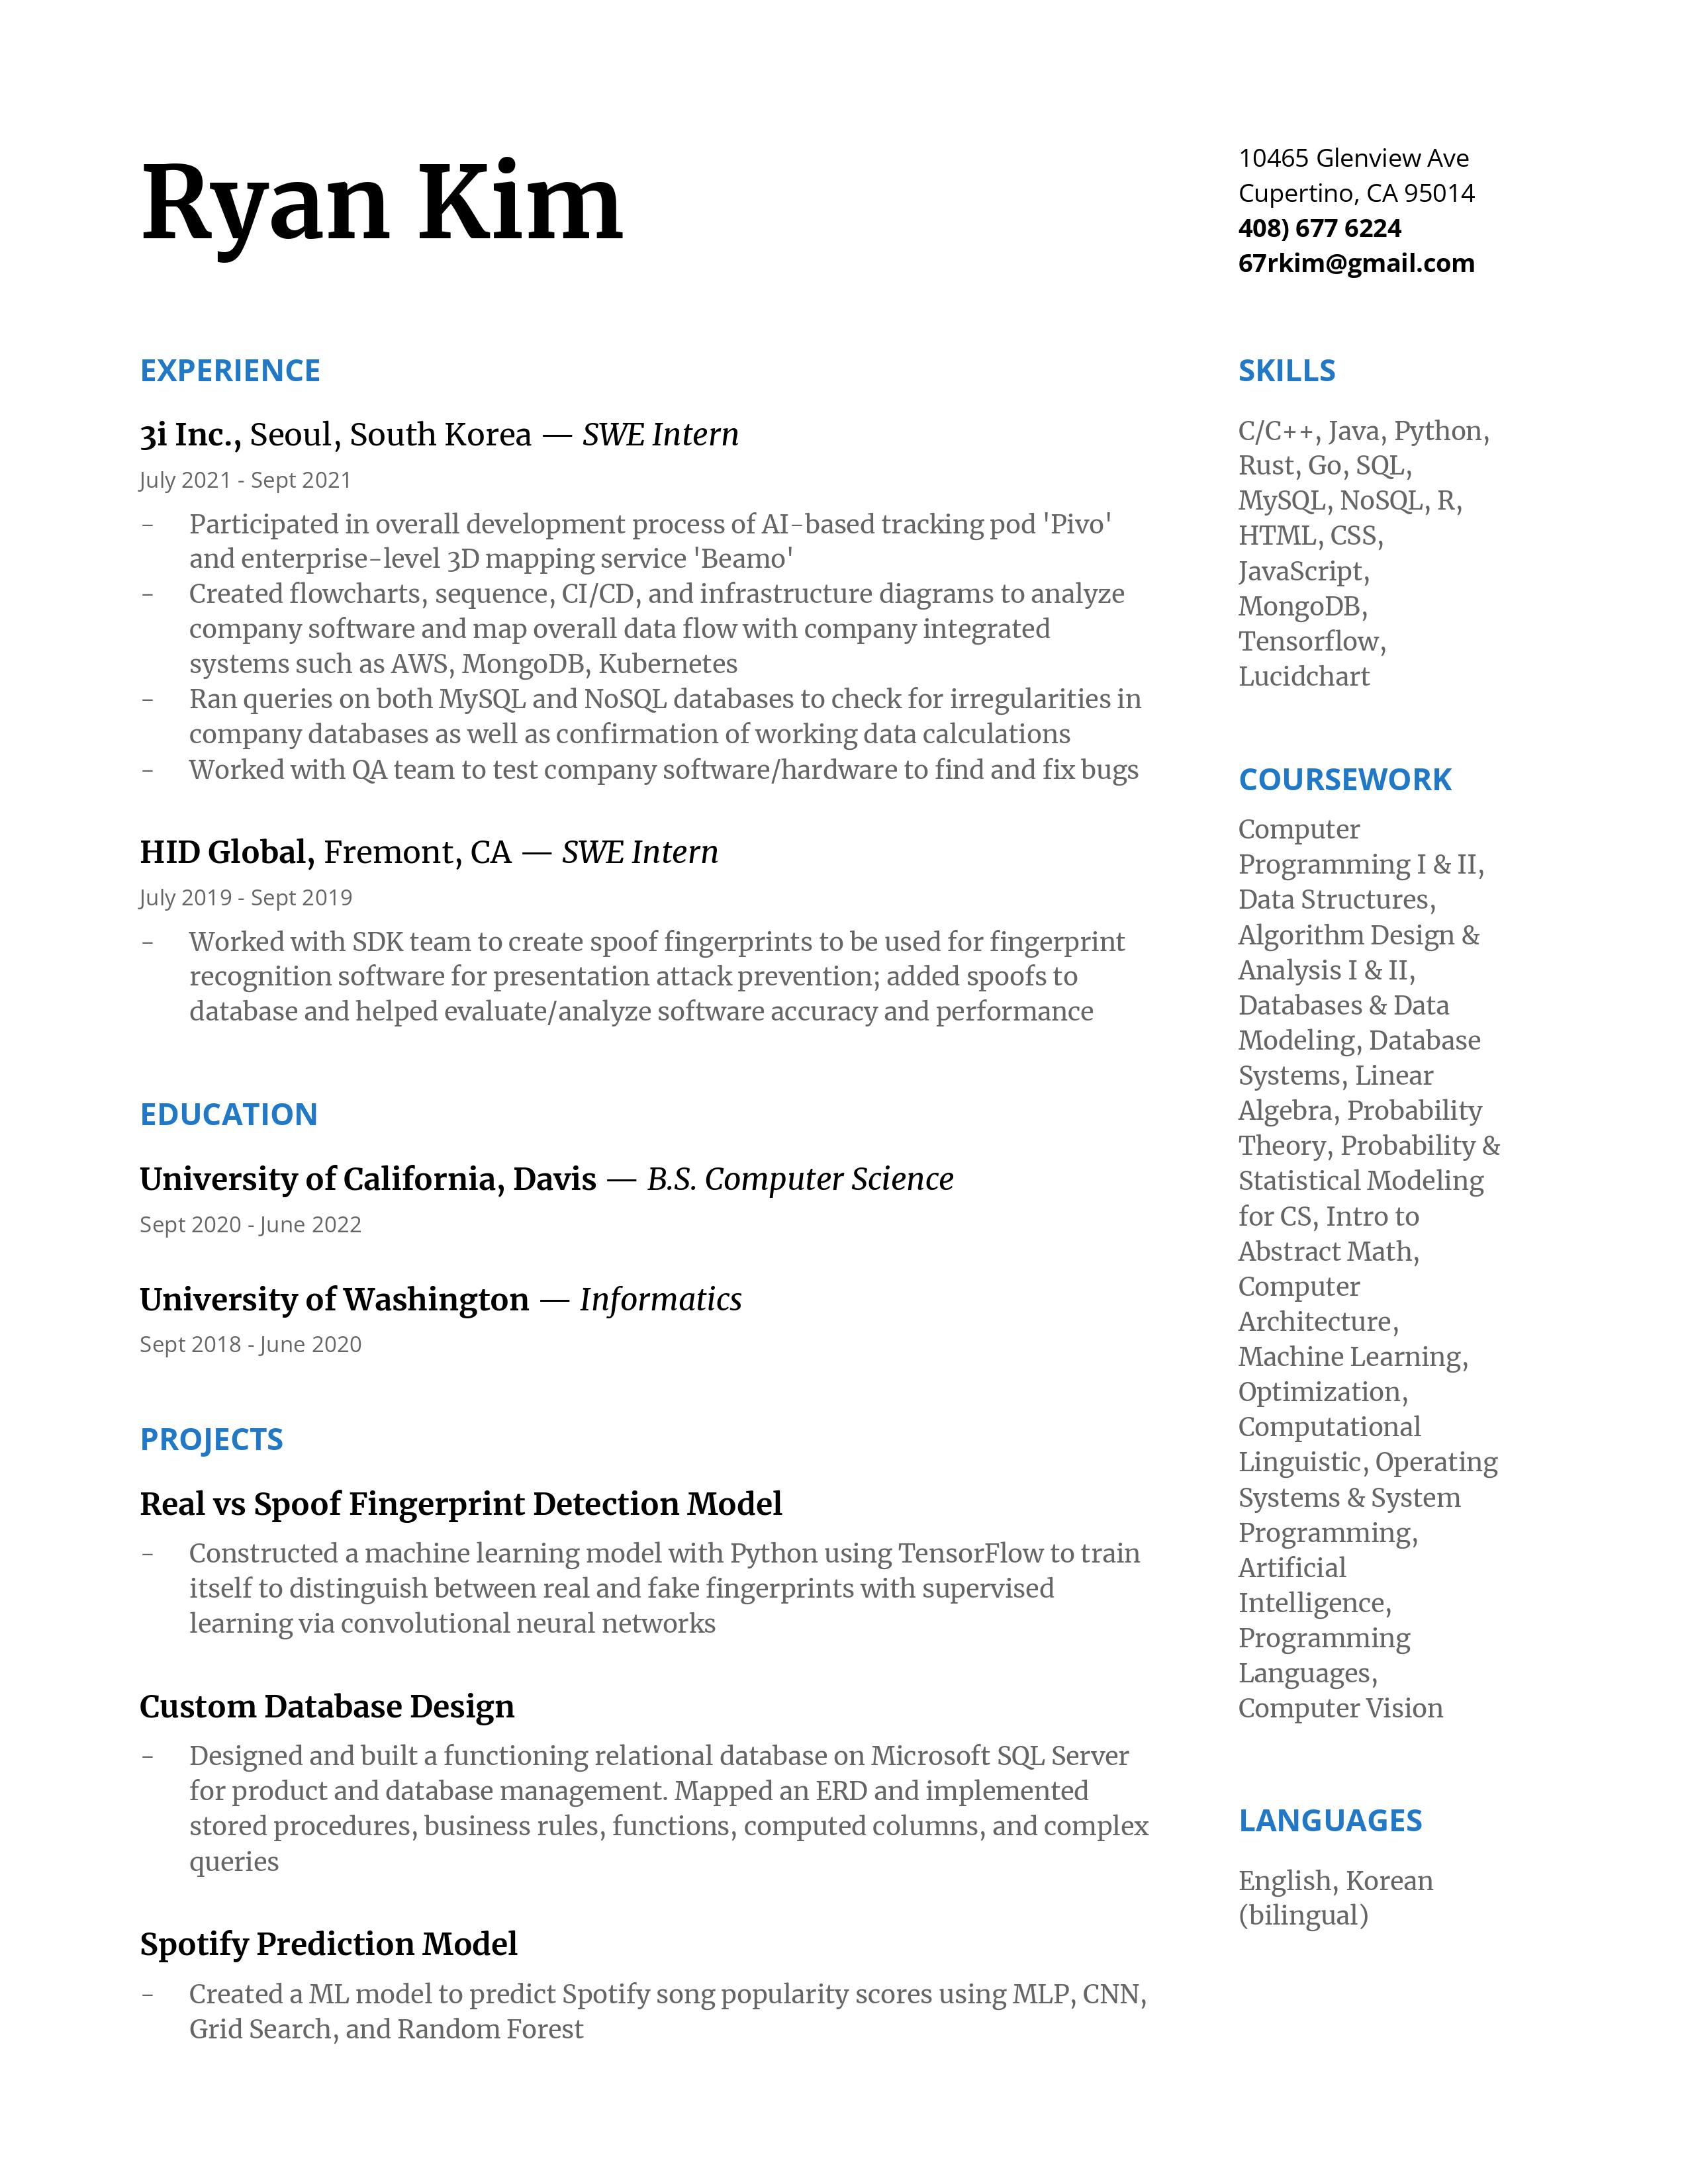 Ryan Kim
10465 Glenview Ave
Cupertino, CA 95014
408) 677 6224
67rkim@gmail.com
EXPERIENCE
3i Inc., Seoul, South Korea — SWE Intern
July 2021 - Sept 2021
- Participated in overall development process of AI-based tracking pod 'Pivo'
and enterprise-level 3D mapping service 'Beamo'
- Created flowcharts, sequence, CI/CD, and infrastructure diagrams to analyze
company software and map overall data flow with company integrated
systems such as AWS, MongoDB, Kubernetes
- Ran queries on both MySQL and NoSQL databases to check for irregularities in
company databases as well as confirmation of working data calculations
- Worked with QA team to test company software/hardware to find and fix bugs
HID Global, Fremont, CA — SWE Intern
July 2019 - Sept 2019
- Worked with SDK team to create spoof fingerprints to be used for fingerprint
recognition software for presentation attack prevention; added spoofs to
database and helped evaluate/analyze software accuracy and performance
EDUCATION
University of California, Davis — B.S. Computer Science
Sept 2020 - June 2022
University of Washington — Informatics
Sept 2018 - June 2020
PROJECTS
Real vs Spoof Fingerprint Detection Model
- Constructed a machine learning model with Python using TensorFlow to train
itself to distinguish between real and fake fingerprints with supervised
learning via convolutional neural networks
Custom Database Design
- Designed and built a functioning relational database on Microsoft SQL Server
for product and database management. Mapped an ERD and implemented
stored procedures, business rules, functions, computed columns, and complex
queries
Spotify Prediction Model
- Created a ML model to predict Spotify song popularity scores using MLP, CNN,
Grid Search, and Random Forest
SKILLS
C/C++, Java, Python,
Rust, Go, SQL,
MySQL, NoSQL, R,
HTML, CSS,
JavaScript,
MongoDB,
Tensorflow,
Lucidchart
COURSEWORK
Computer
Programming I & II,
Data Structures,
Algorithm Design &
Analysis I & II,
Databases & Data
Modeling, Database
Systems, Linear
Algebra, Probability
Theory, Probability &
Statistical Modeling
for CS, Intro to
Abstract Math,
Computer
Architecture,
Machine Learning,
Optimization,
Computational
Linguistic, Operating
Systems & System
Programming,
Artificial
Intelligence,
Programming
Languages,
Computer Vision
LANGUAGES
English, Korean
(bilingual)